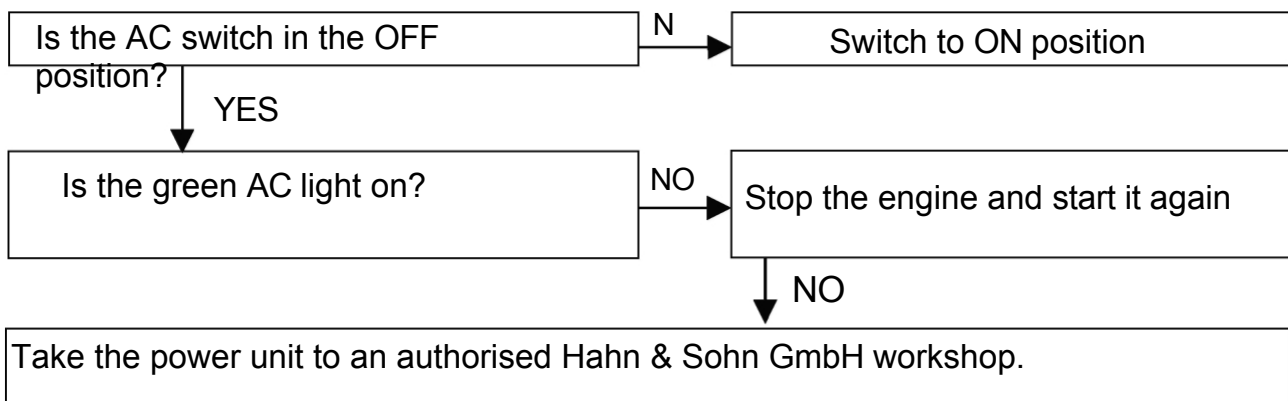 Is the AC switch in the OFF
position?
N
Switch to ON position
YES
Is the green AC light on?
NO
Stop the engine and start it again
NO
Take the power unit to an authorised Hahn & Sohn GmbH workshop.